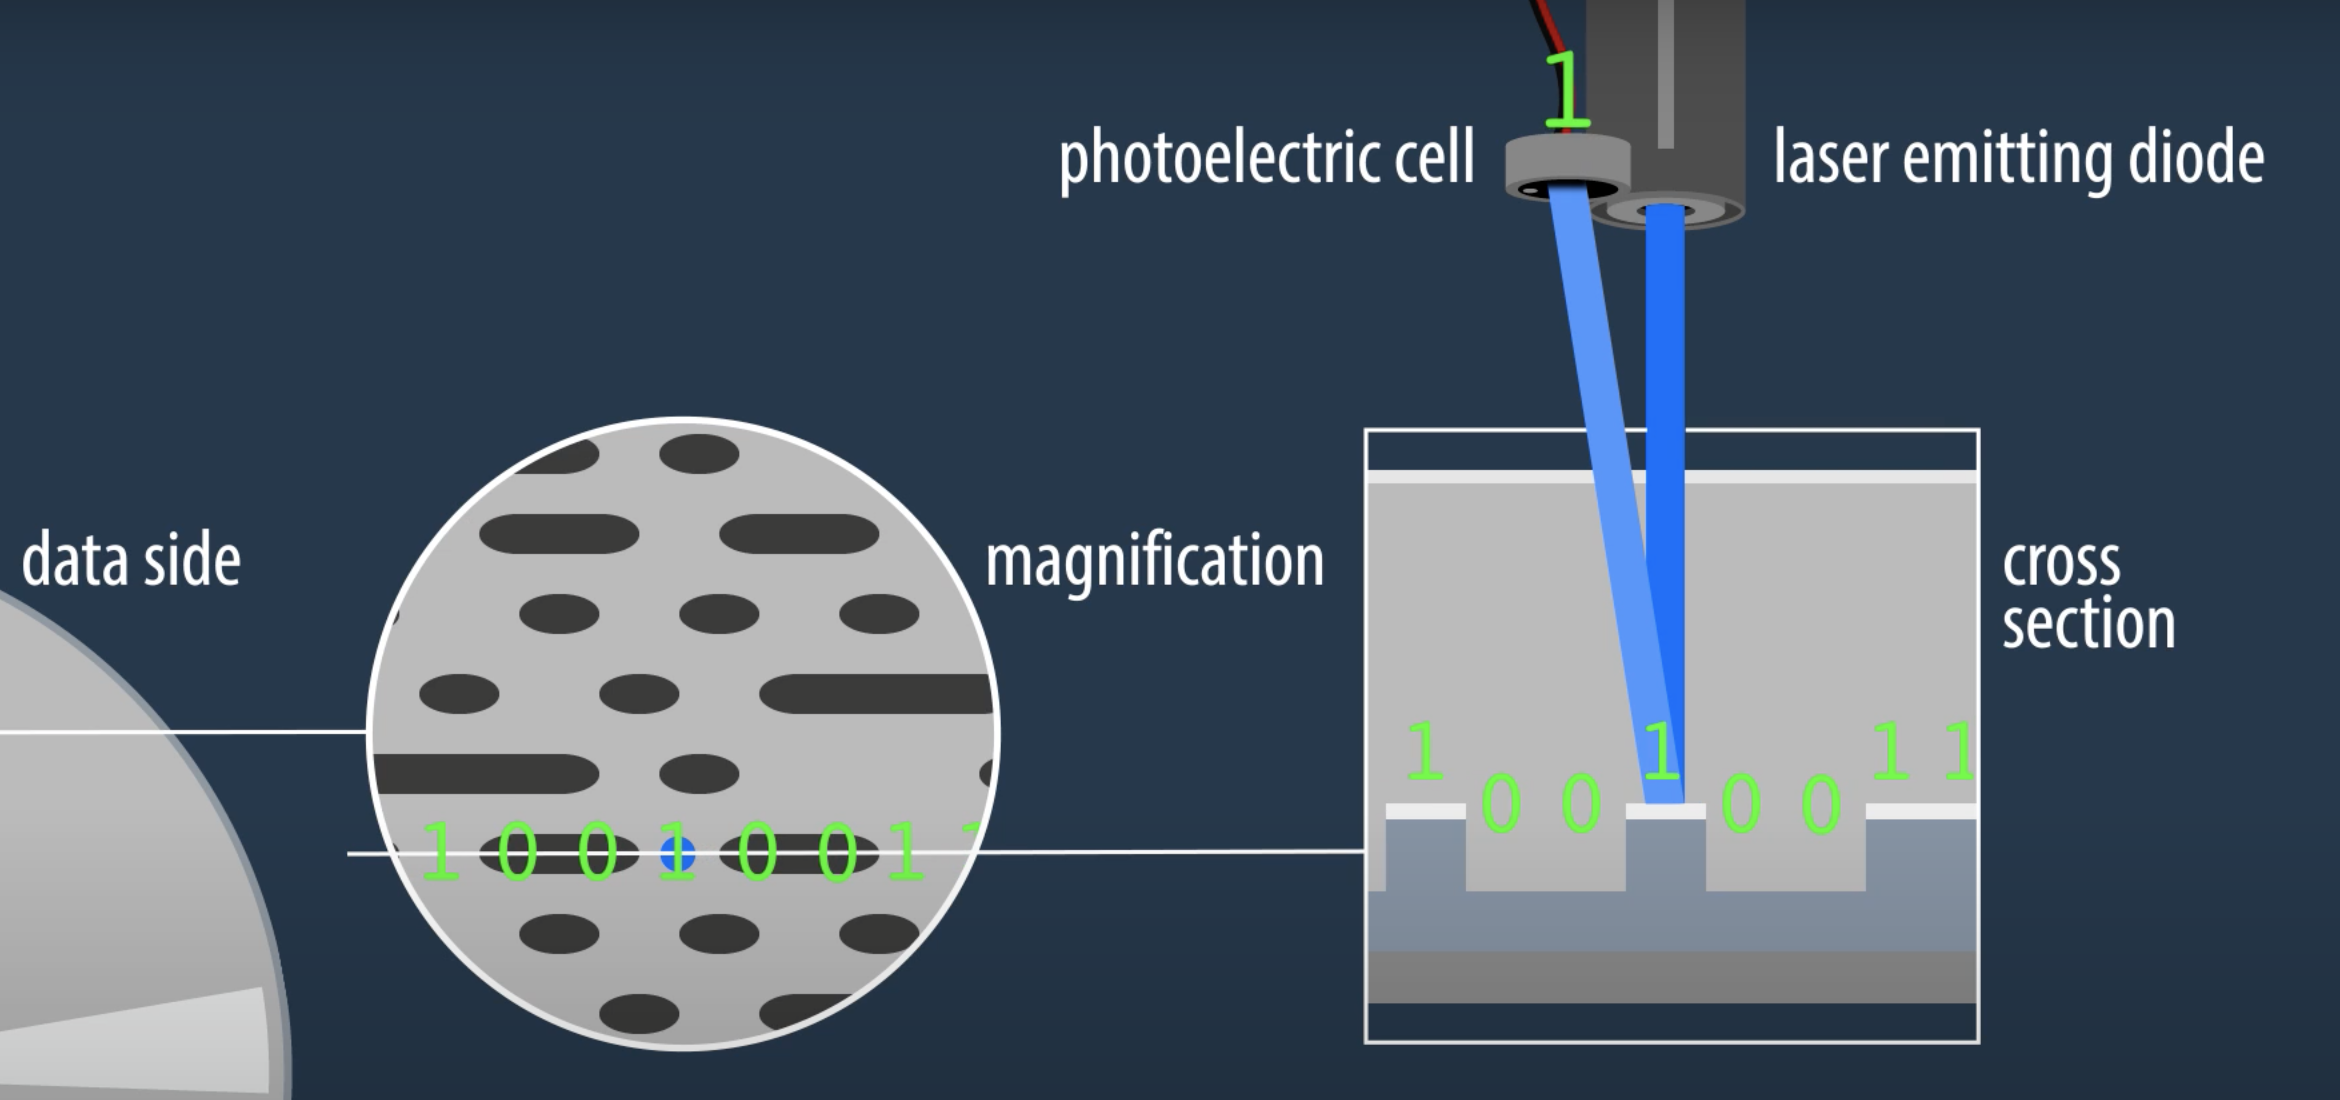 1
photoelectric cell
laser emitting diode
data side
magnification
cross
section
1 0 0 1 0 0 1 1
1 0 0 1 0 0 1